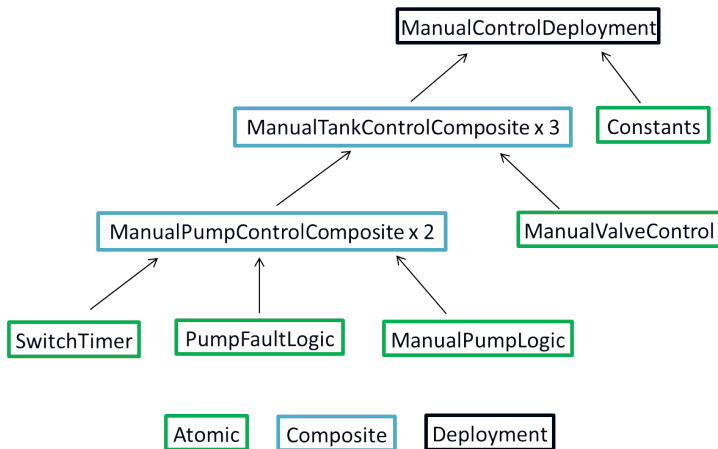 ManualControlDeployment
ManualTankControlComposite x 3
Constants
ManualPumpControlComposite x 2
ManualValveControl
SwitchTimer
PumpFaultLogic
ManualPumpLogic
Atomic
Composite
Deployment